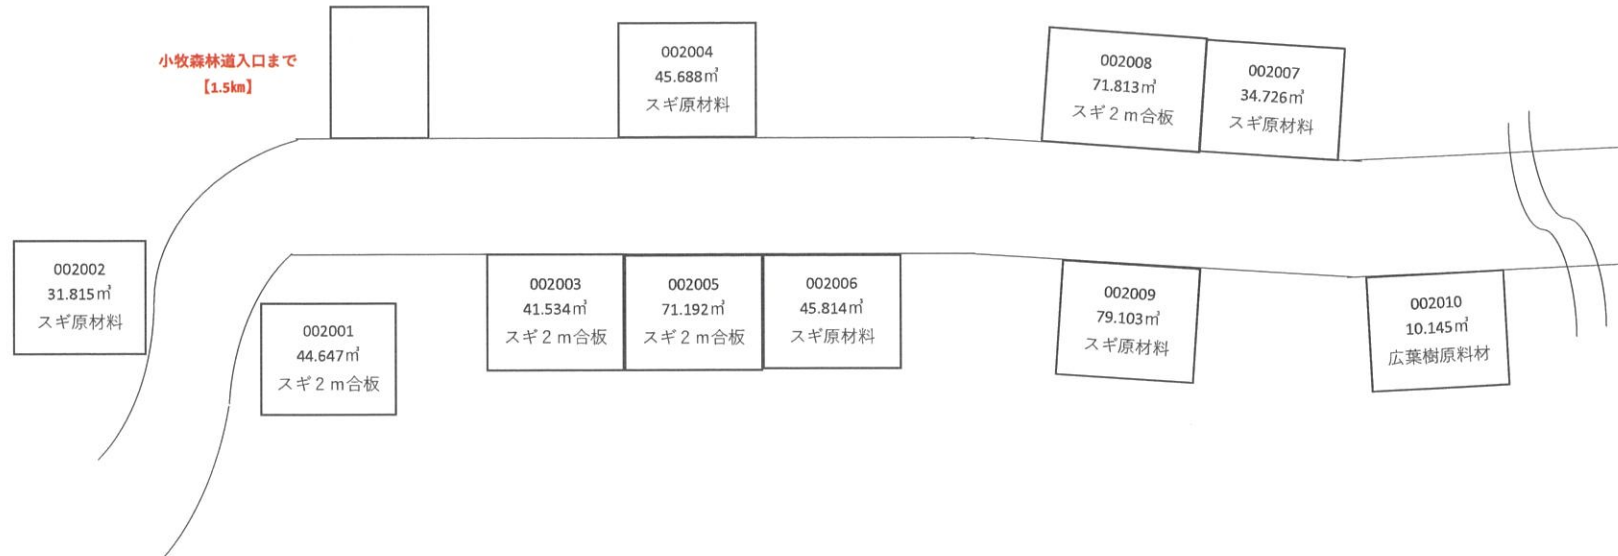 小牧森林道入口まで
【1.5㎞】
002004
45.688㎥
スギ原材料
002008
71.813㎥
スギ２ｍ合板
002007
34.726㎥
スギ原材料
002002
31.815㎥
スギ原材料
002001
44.647㎥
スギ２ｍ合板
002003
41.534㎥
スギ２ｍ合板
002005
71.192㎥
スギ２ｍ合板
002006
45.814㎥
スギ原材料
002009
79.103㎥
スギ原材料
002010
10.145㎥
広葉樹原料材